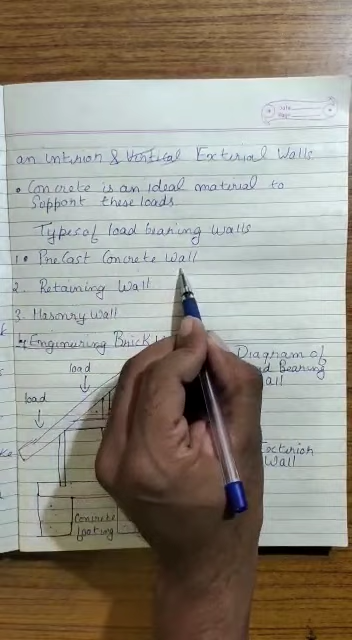 an interior & Vertical External Walls
• Concrete is an ideal material to
Support these loads
Types of load bearing Walls
1• PreCast Concrete Wall
2. Retaining Wall
3. Masonry Wall
Engineering Brick
Diagram of
Bearing
load
load
Exterior
Wall
Concrete
footing